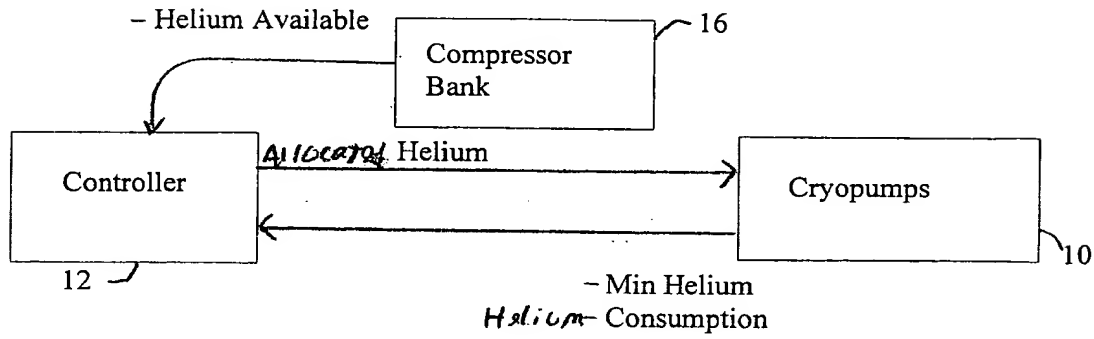 – Helium Available
16
Compressor
Bank
Allocated Helium
Controller
Cryopumps
12
10
– Min Helium
Helium – Consumption